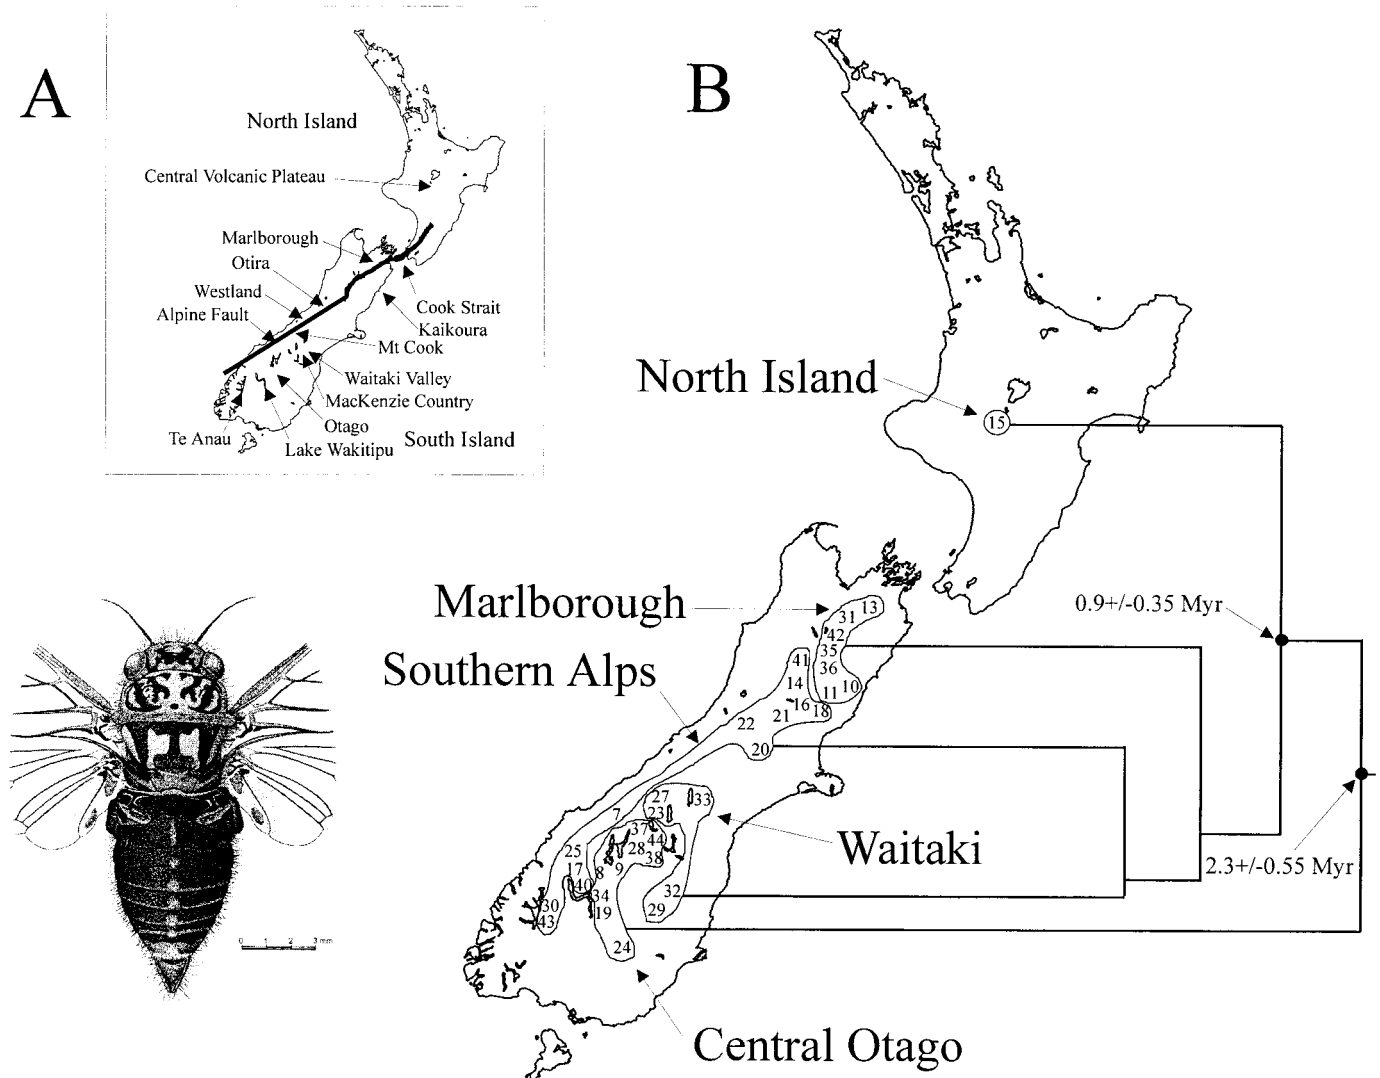 A
North Island
Central Volcanic Plateau
Marlborough
Otira
Westland
Alpine Fault
Cook Strait
Kaikoura
Mt Cook
Waitaki Valley
MacKenzie Country
Otago
Te Anau
South Island
Lake Wakitipu
B
North Island
15
Marlborough
13
31
42
35
36
10
11
Southern Alps
41
14
16
18
21
22
20
7
25
17
40
30
43
27
33
23
37
44
28
38
8
9
34
19
32
29
24
Waitaki
Central Otago
0.9+/-0.35 Myr
2.3+/-0.55 Myr
0 1 2 3 mm